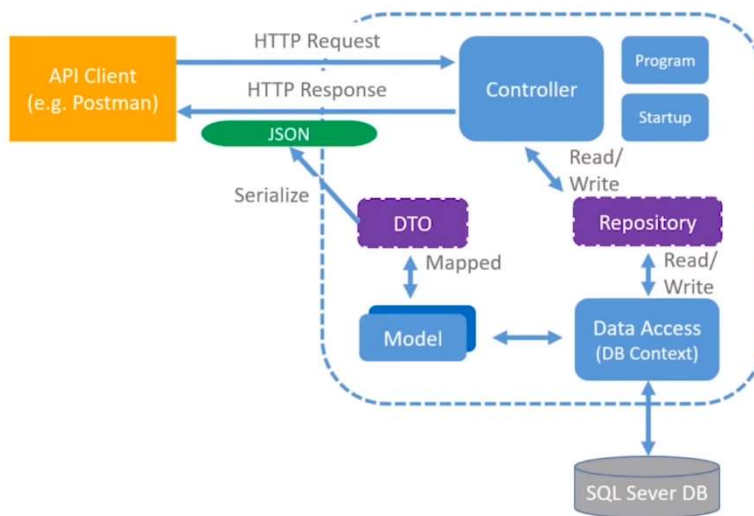 HTTP Request
API Client
(e.g. Postman)
HTTP Response
Controller
Program
Startup
JSON
Serialize
Read/
Write
DTO
Repository
Mapped
Read/
Write
Model
Data Access
(DB Context)
SQL Sever DB